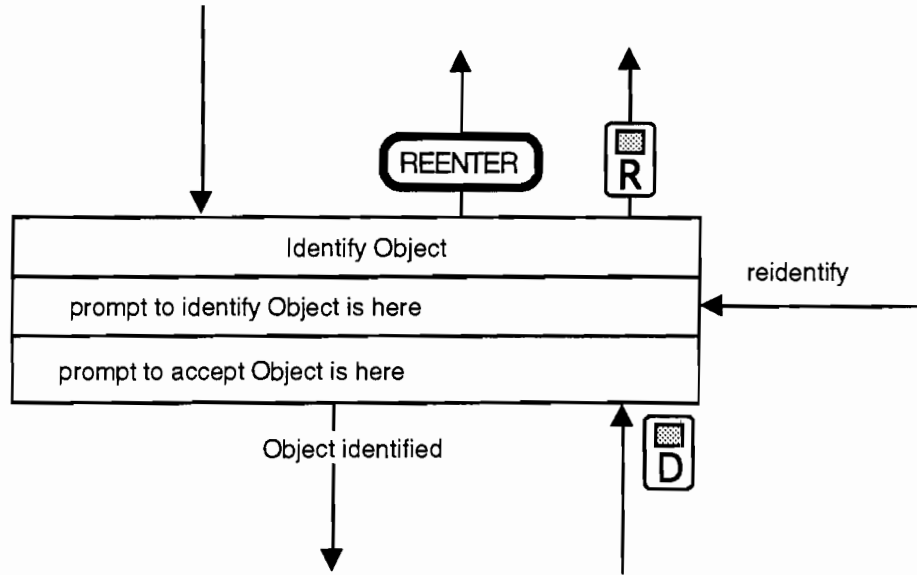 REENTER
R
Identify Object
prompt to identify Object is here
reidentify
prompt to accept Object is here
Object identified
D